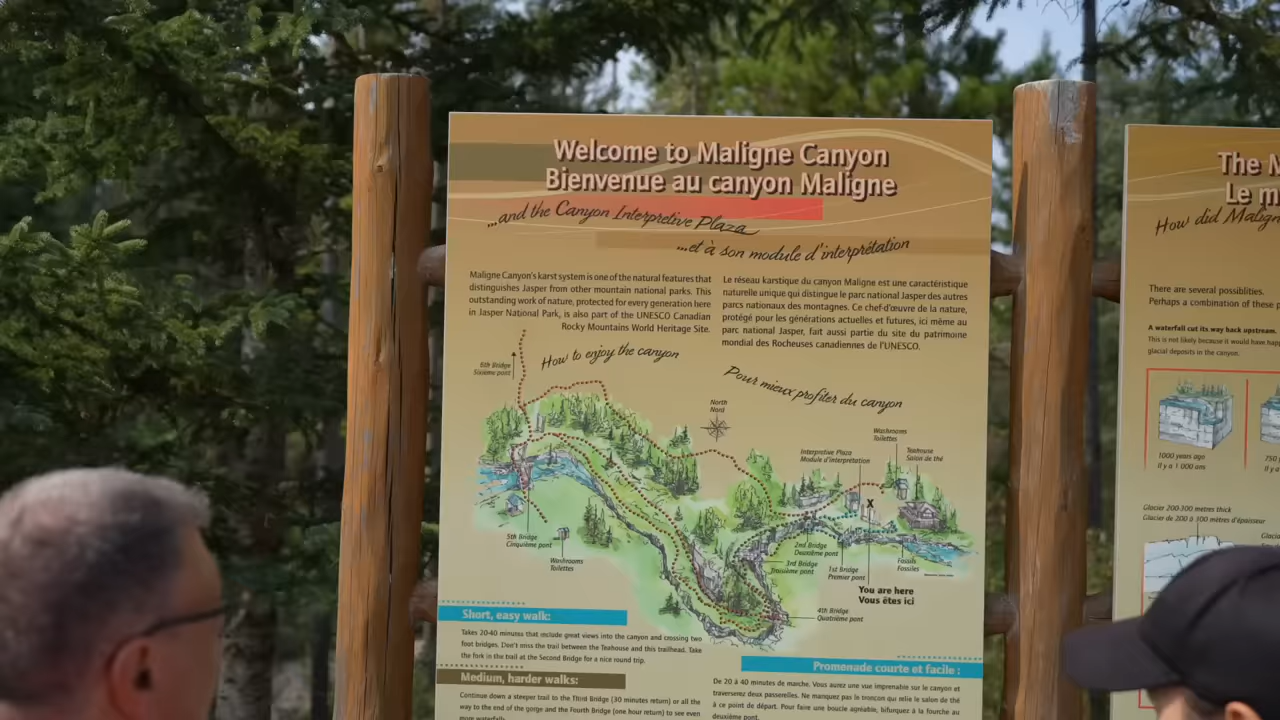 Welcome to Maligne Canyon
Bienvenue au canyon Maligne
...and the Canyon Interpretive Plaza
...et à son module d'interprétation
Maligne Canyon's karst system is one of the natural features that
distinguishes Jasper from other mountain national parks. This
outstanding work of nature, protected for every generation here
in Jasper National Park, is also part of the UNESCO Canadian
Rocky Mountains World Heritage Site.
Le réseau karstique du canyon Maligne est une caractéristique
naturelle unique qui distingue le parc national Jasper des autres
parcs nationaux des montagnes. Ce chef-d'œuvre de la nature,
protégé pour les générations actuelles et futures, ici même au
parc national Jasper, fait aussi partie du site du patrimoine
mondial des Rocheuses canadiennes de l'UNESCO.
How to enjoy the canyon
Pour mieux profiter du canyon
6th Bridge
Sixième pont
North
Nord
Washrooms
Toilettes
Teahouse
Salon de thé
Interpretive Plaza
Module d'interprétation
X
5th Bridge
Cinquième pont
Washrooms
Toilettes
2nd Bridge
Deuxième pont
3rd Bridge
Troisième pont
1st Bridge
Premier pont
Fossils
Fossiles
You are here
Vous êtes ici
4th Bridge
Quatrième pont
Short, easy walk:
Takes 20-40 minutes that include great views into the canyon and crossing two
foot bridges. Don't miss the trail between the Teahouse and this trailhead. Take
the fork in the trail at the Second Bridge for a nice round trip.
Medium, harder walks:
Continue down a steeper trail to the Third Bridge (30 minutes return) or all the
way to the end of the gorge and the Fourth Bridge (one hour return) to see even
more waterfalls.
Promenade courte et facile :
De 20 à 40 minutes de marche. Vous aurez une vue imprenable sur le canyon et
traverserez deux passerelles. Ne manquez pas le tronçon qui relie le salon de thé
à ce point de départ. Pour faire une boucle agréable, bifurquez à la fourche au
deuxième pont.
The
Le
How did
There are several possiblities.
Perhaps a combination of these
A waterfall cut its way back upstream.
This is not likely because it would have
glacial deposits in the canyon.
1000 years ago
Il y a 1 000 ans
750
Il y a
Glacier 200-300 metres thick
Glacier de 200 à 300 mètres d'épaisseur